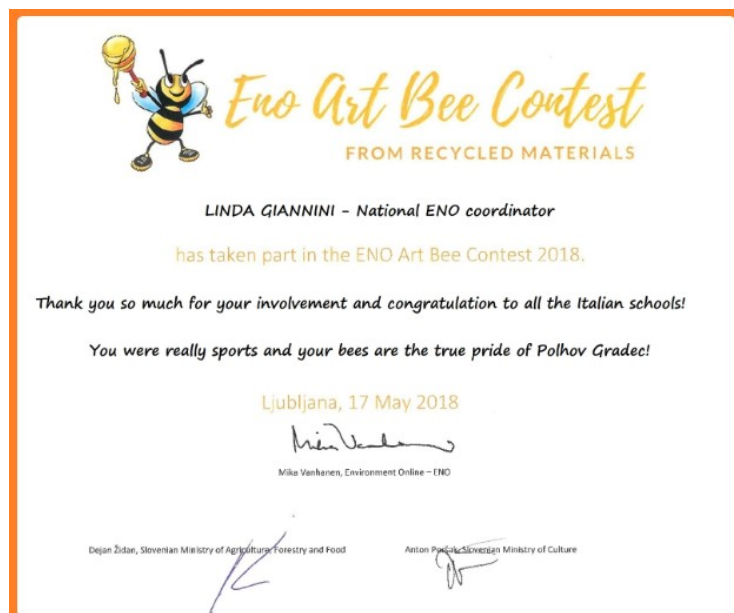 Eno Art Bee Contest
FROM RECYCLED MATERIALS
LINDA GIANNINI – National ENO coordinator
has taken part in the ENO Art Bee Contest 2018.
Thank you so much for your involvement and congratulation to all the Italian schools!
You were really sports and your bees are the true pride of Polhov Gradec!
Ljubljana, 17 May 2018
Mika Vanhanen, Environment Online – ENO
Dejan Židan, Slovenian Ministry of Agriculture, Forestry and Food
Anton Slovenian Ministry of Culture